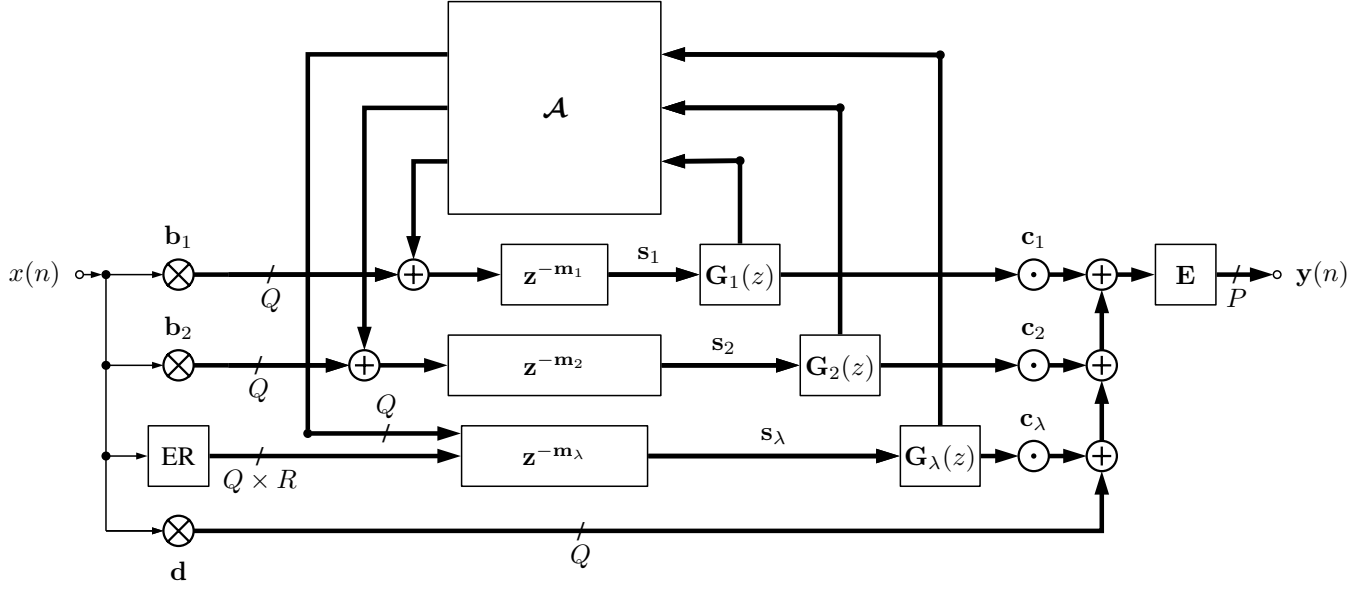 𝓐
b₁ s₁ c₁
x(n) z^{-m₁} G₁(z) E y(n)
Q P
b₂ s₂ c₂
z^{-m₂} G₂(z)
Q Q
s_λ c_λ
ER z^{-m_λ} G_λ(z)
Q × R
Q
d